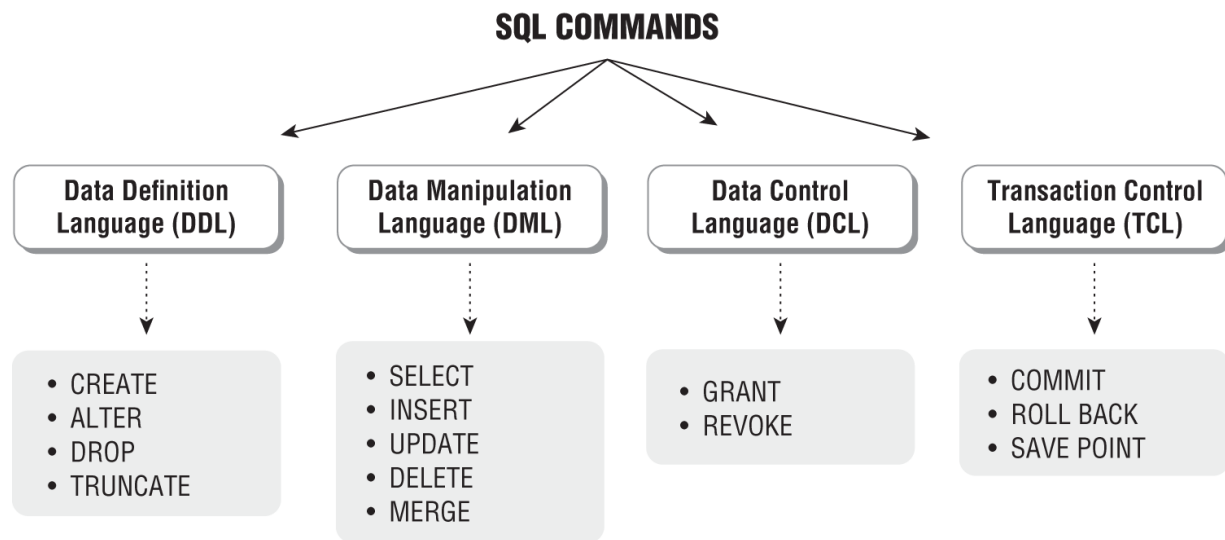 SQL COMMANDS
Data Definition
Language (DDL)
Data Manipulation
Language (DML)
Data Control
Language (DCL)
Transaction Control
Language (TCL)
• CREATE
• ALTER
• DROP
• TRUNCATE
• SELECT
• INSERT
• UPDATE
• DELETE
• MERGE
• GRANT
• REVOKE
• COMMIT
• ROLL BACK
• SAVE POINT